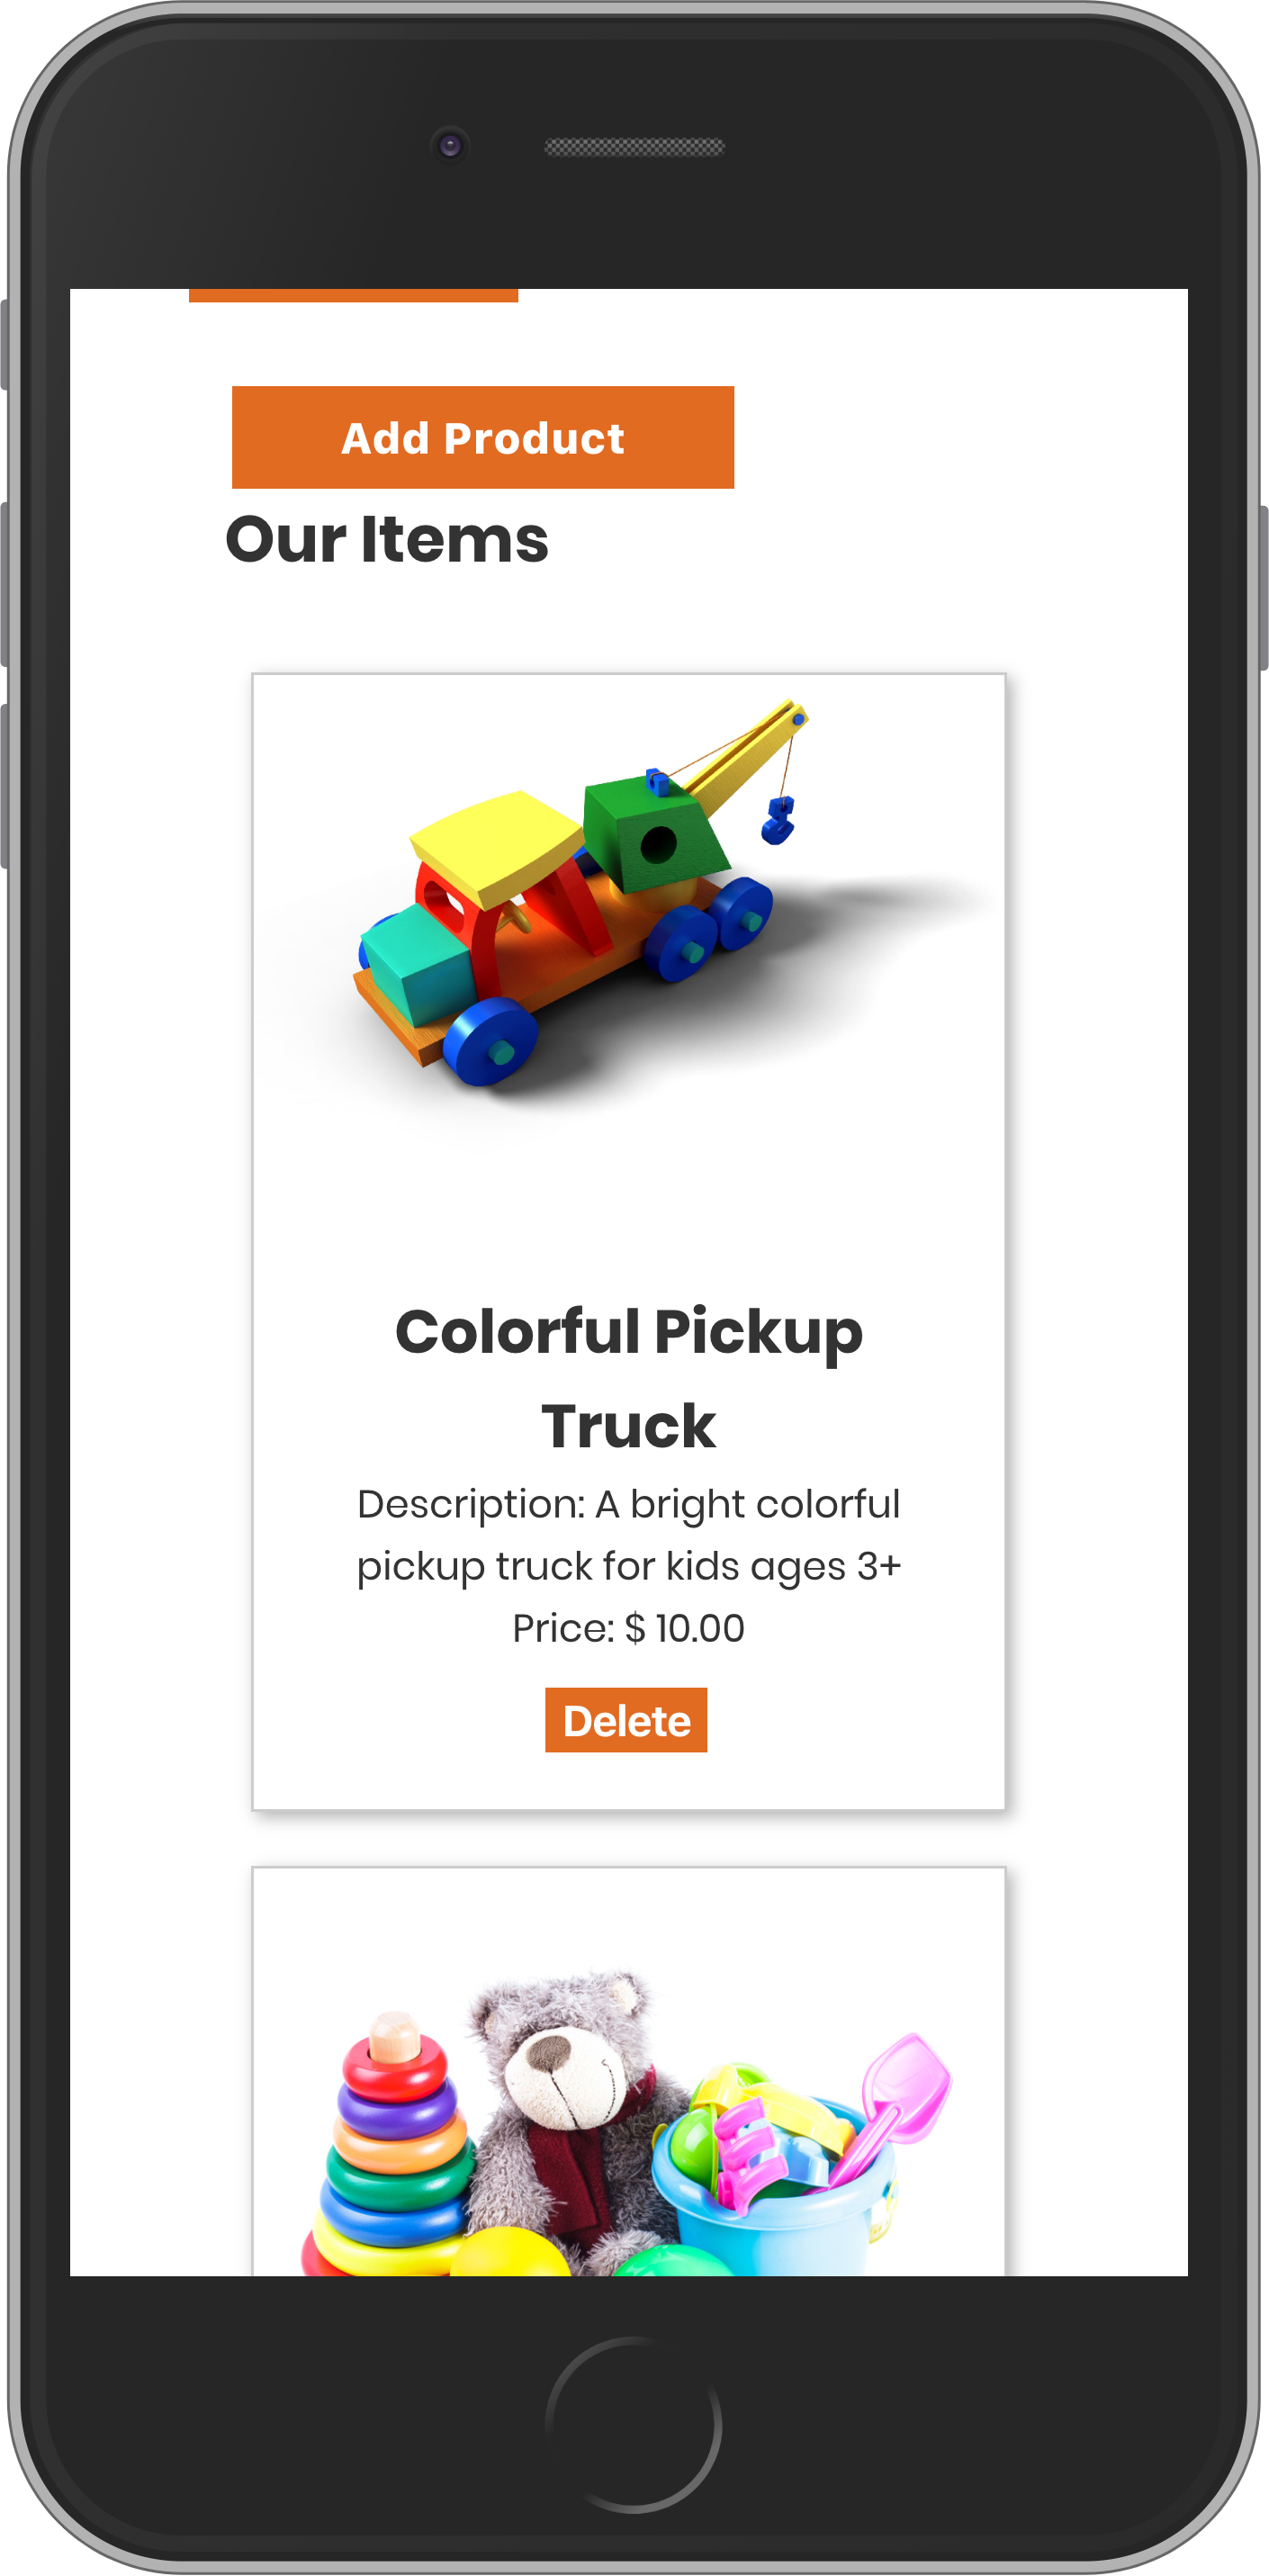 Add Product
Our Items
Colorful Pickup
Truck
Description: A bright colorful
pickup truck for kids ages 3+
Price: $ 10.00
Delete